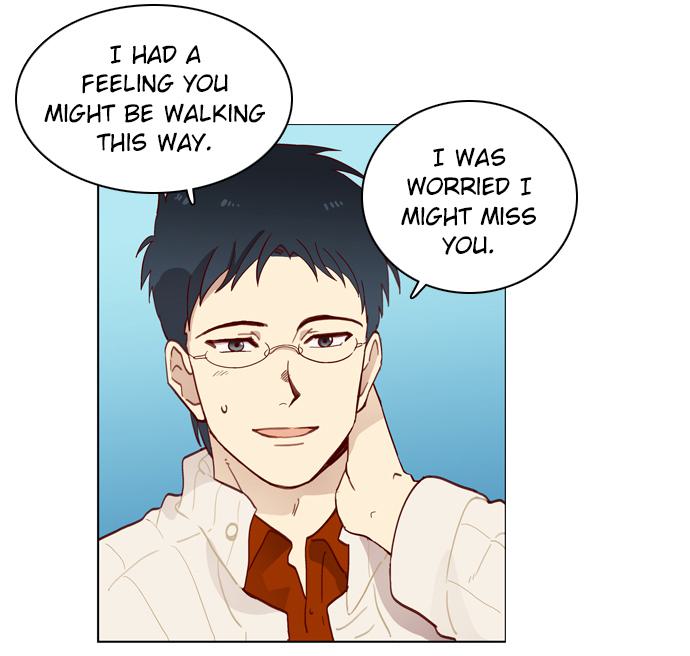 I HAD A
FEELING YOU
MIGHT BE WALKING
THIS WAY.
I WAS
WORRIED I
MIGHT MISS
YOU.